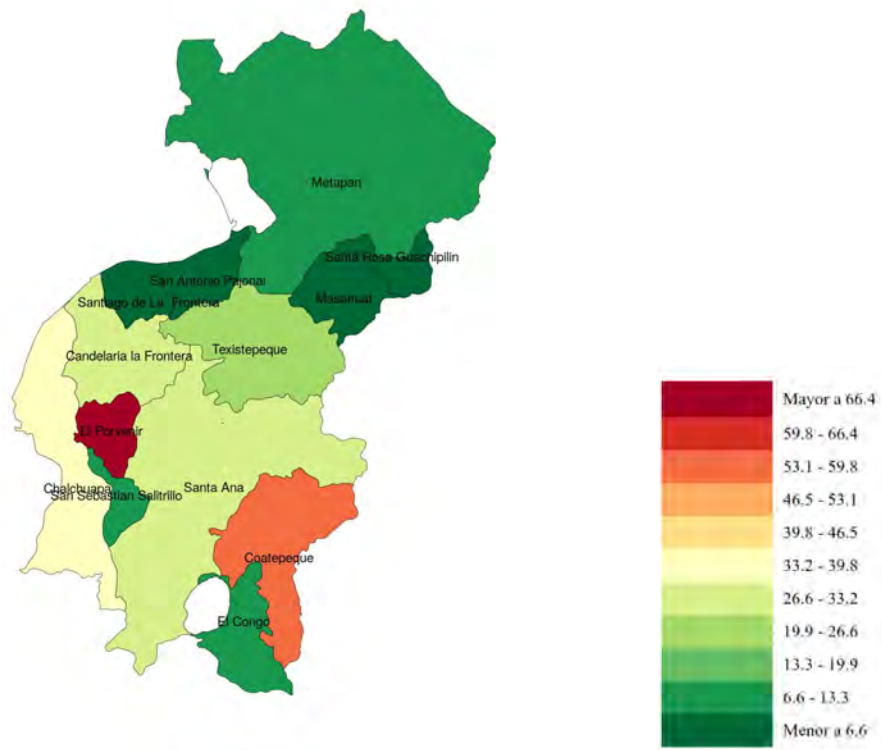 Metapan
Santa Rosa Guachipilin
San Antonio Pajonal
Masahuat
Santiago de La Frontera
Texistepeque
Candelaria la Frontera
El Porvenir
Chalchuapa
San Sebastian Salitrillo
Santa Ana
Coatepeque
El Congo
Mayor a 66.4
59.8 - 66.4
53.1 - 59.8
46.5 - 53.1
39.8 - 46.5
33.2 - 39.8
26.6 - 33.2
19.9 - 26.6
13.3 - 19.9
6.6 - 13.3
Menor a 6.6